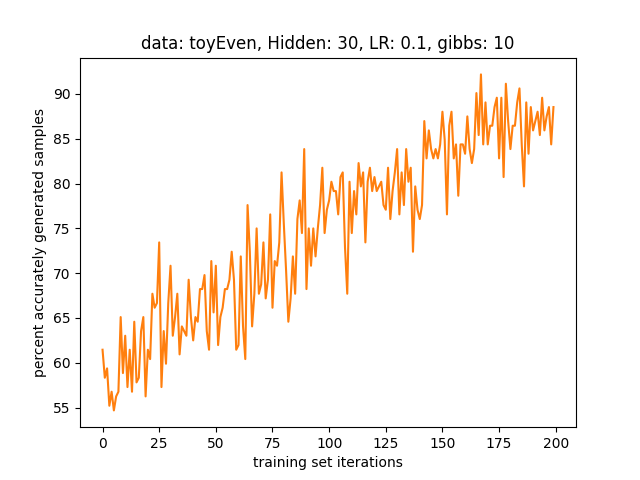 data: toyEven, Hidden: 30, LR: 0.1, gibbs: 10
percent accurately generated samples
90
85
80
75
70
65
60
55
0 25 50 75 100 125 150 175 200
training set iterations